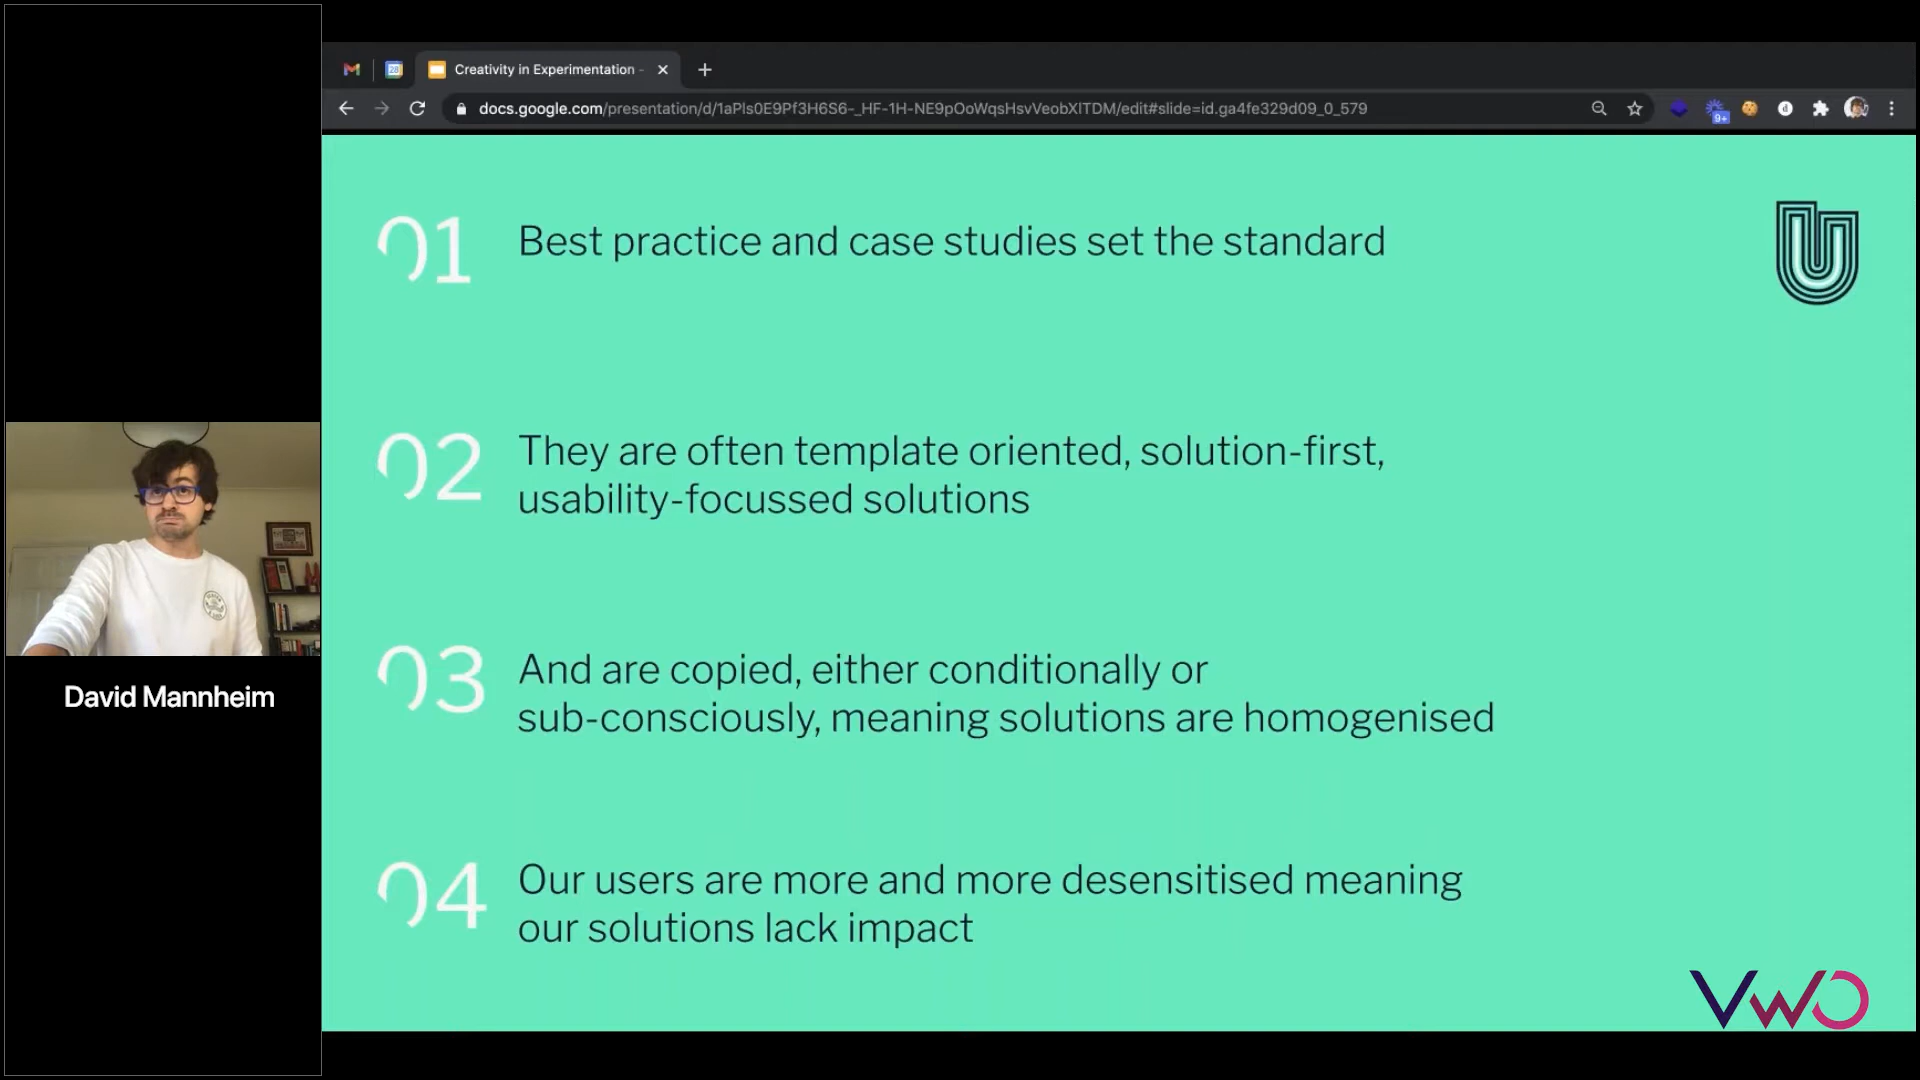 Creativity in Experimentation -
docs.google.com/presentation/d/1aPls0E9Pf3H6S6-_HF-1H-NE9pOoWqsHsvVeobXlTDM/edit#slide=id.ga4fe329d09_0_579
9+
01
Best practice and case studies set the standard
02
They are often template oriented, solution-first,
usability-focussed solutions
03
And are copied, either conditionally or
sub-consciously, meaning solutions are homogenised
04
Our users are more and more desensitised meaning
our solutions lack impact
David Mannheim
VWO